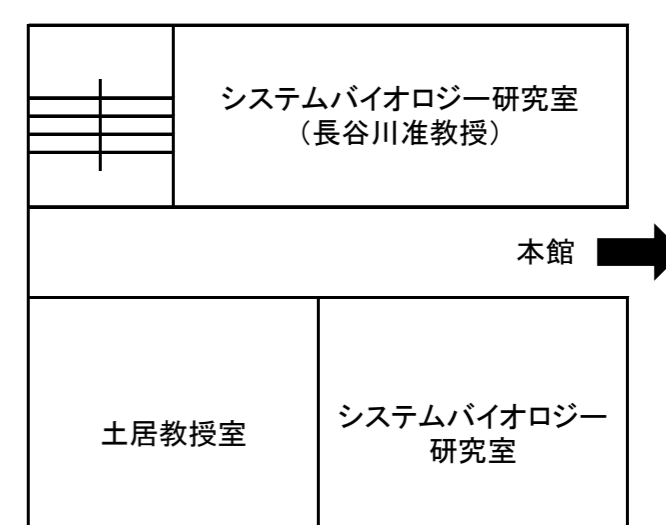 システムバイオロジー研究室
（長谷川准教授）
本館
土居教授室
システムバイオロジー
研究室